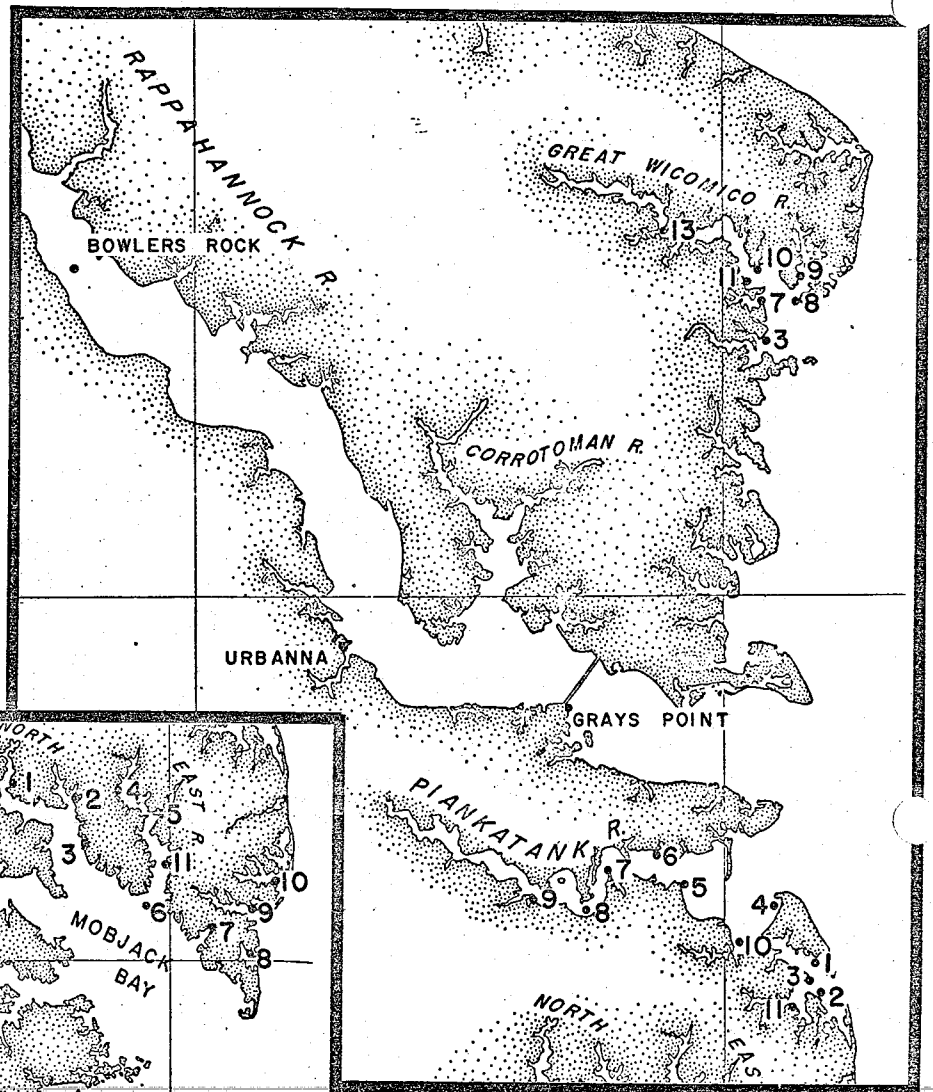 RAPPAHANNOCK R.
GREAT WICOMICO R.
13
BOWLERS ROCK
10
9
11
7
8
3
CORROTOMAN R.
URBANNA
GRAYS POINT
PIANKATANK R.
6
7
5
9
8
4
10
1
3
2
11
NORTH
EAS
NORTH
1
2
4
EAST R
5
3
11
10
6
9
7
MOBJACK
BAY
8